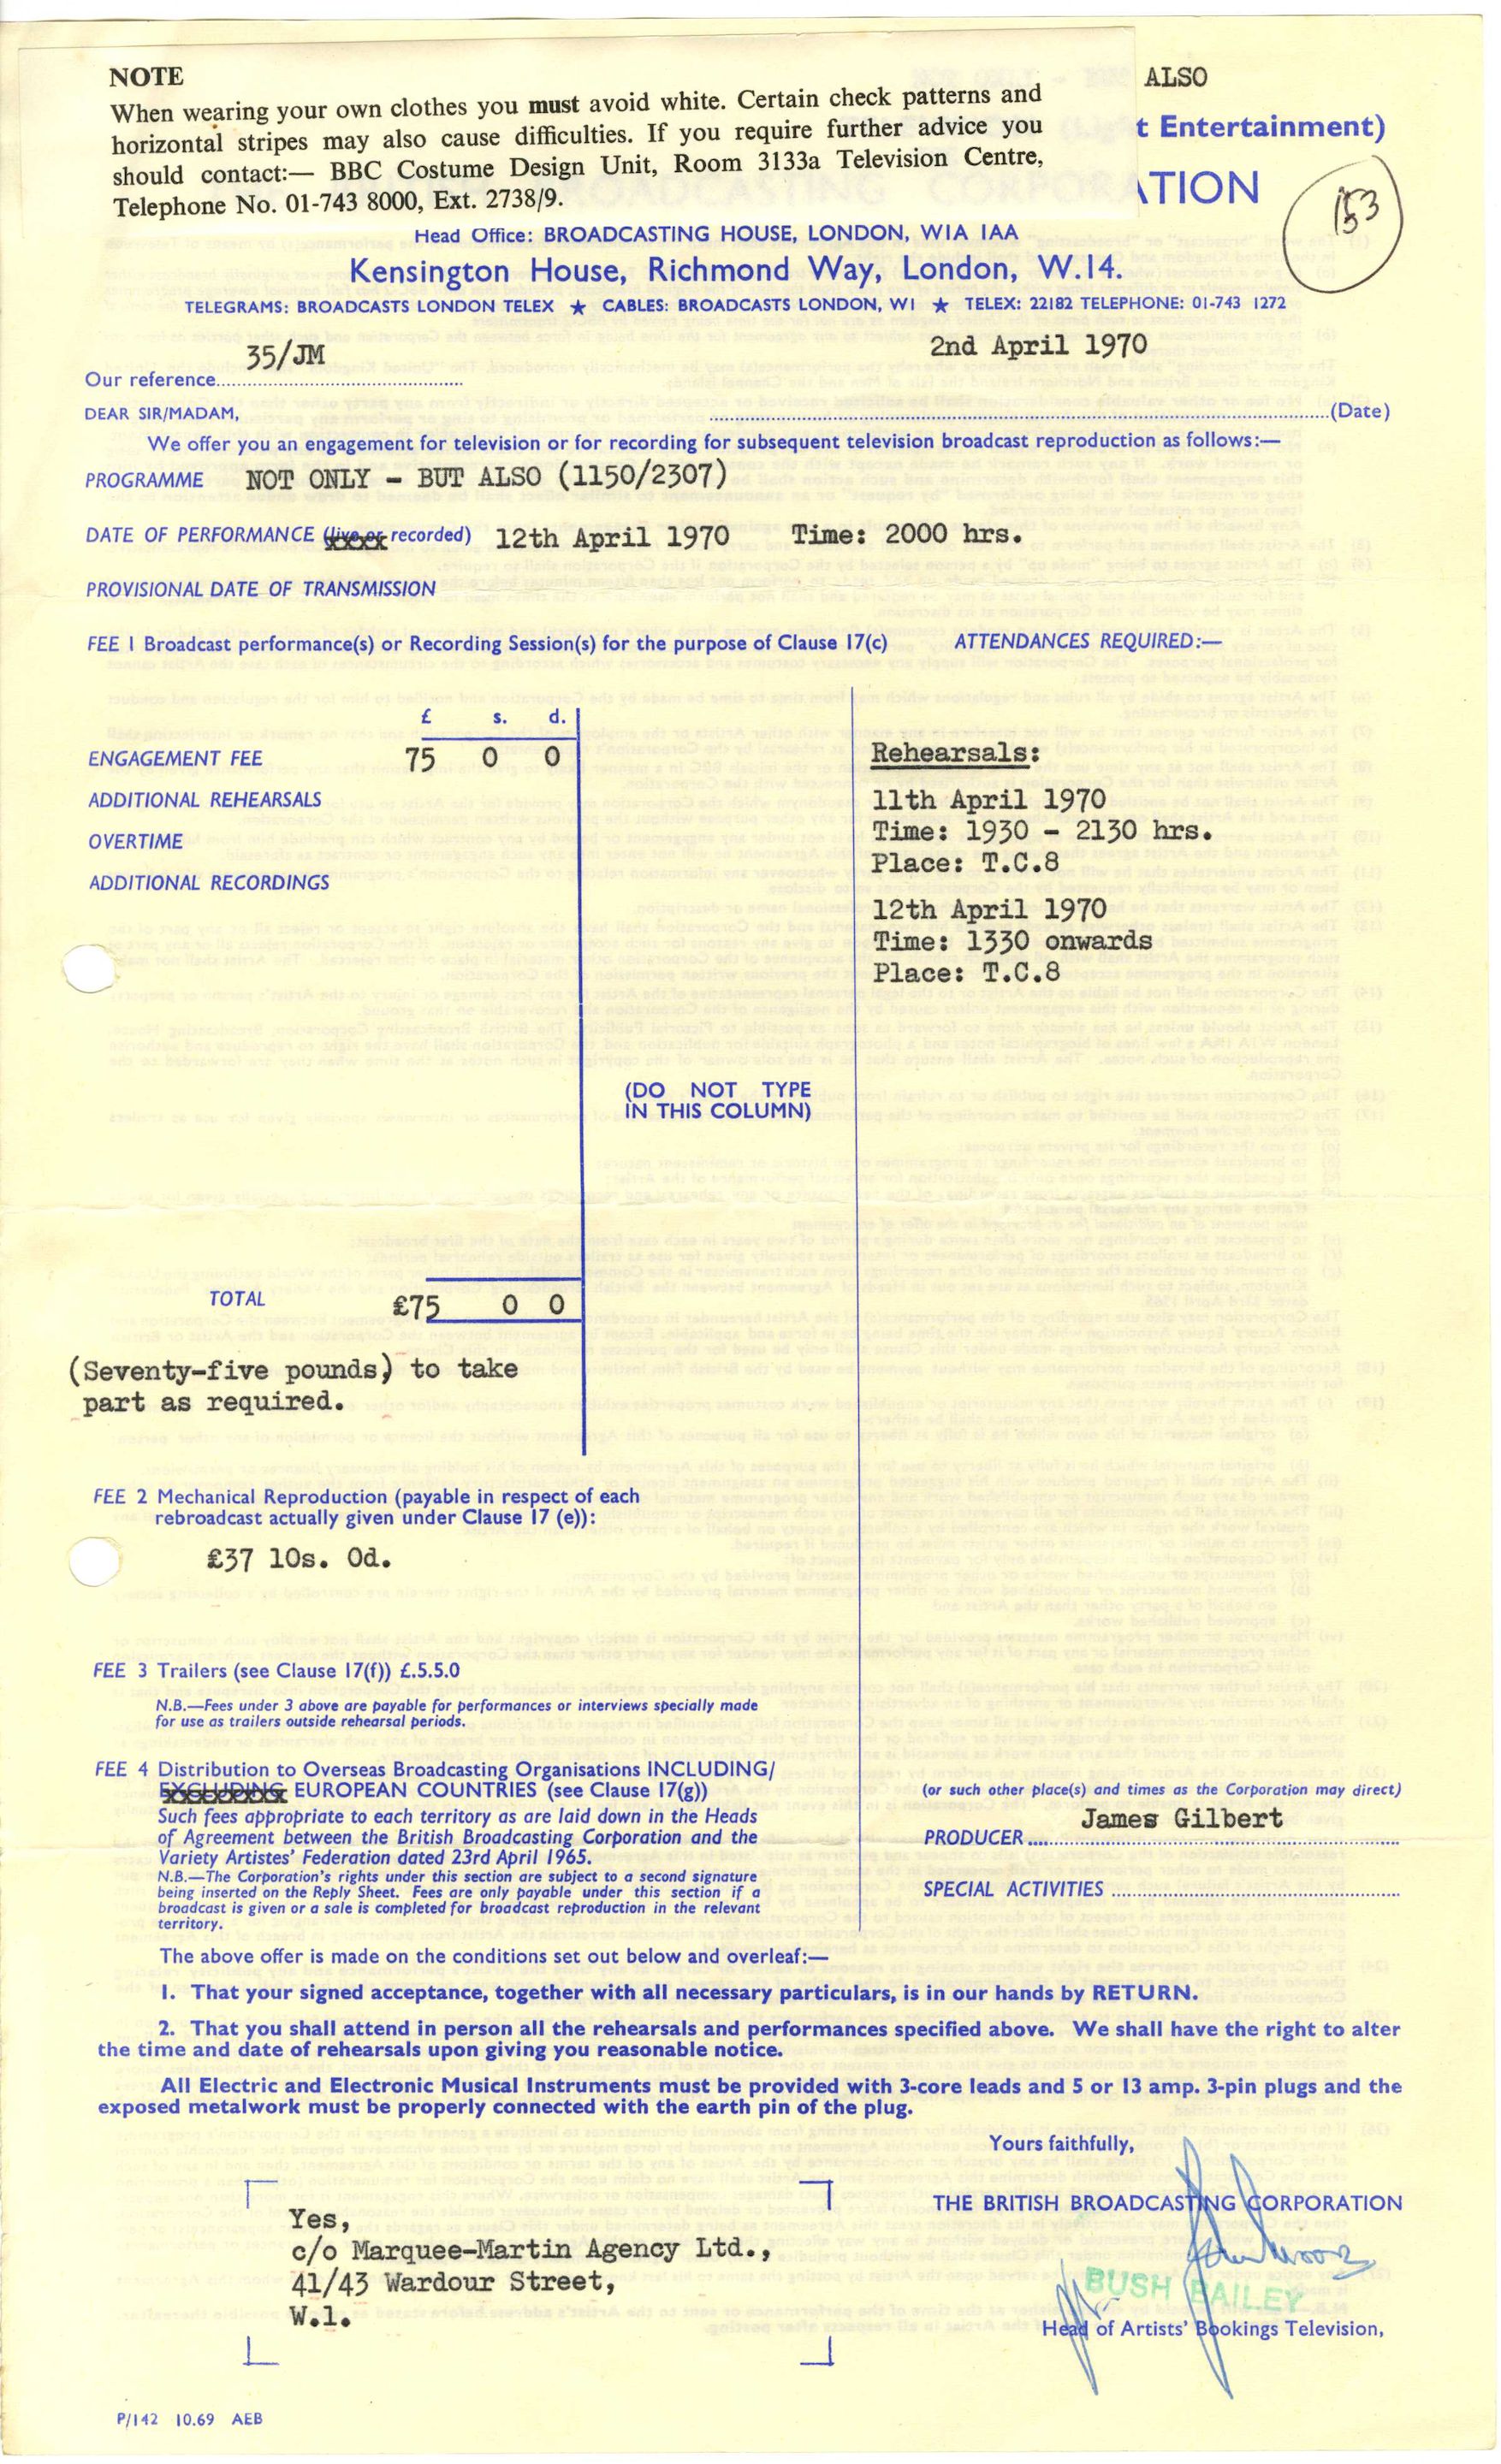 NOTE
When wearing your own clothes you must avoid white. Certain check patterns and
horizontal stripes may also cause difficulties. If you require further advice you
should contact:— BBC Costume Design Unit, Room 3133a Television Centre,
Telephone No. 01-743 8000, Ext. 2738/9.
ALSO
t Entertainment)
TION
153
Head Office: BROADCASTING HOUSE, LONDON, W1A 1AA
Kensington House, Richmond Way, London, W.14.
TELEGRAMS: BROADCASTS LONDON TELEX ★ CABLES: BROADCASTS LONDON, W1 ★ TELEX: 22182 TELEPHONE: 01-743 1272
35/JM 2nd April 1970
Our reference
DEAR SIR/MADAM, (Date)
We offer you an engagement for television or for recording for subsequent television broadcast reproduction as follows:—
PROGRAMME NOT ONLY - BUT ALSO (1150/2307)
DATE OF PERFORMANCE (live or recorded) 12th April 1970 Time: 2000 hrs.
PROVISIONAL DATE OF TRANSMISSION
FEE 1 Broadcast performance(s) or Recording Session(s) for the purpose of Clause 17(c) ATTENDANCES REQUIRED:—
£ s. d.
ENGAGEMENT FEE 75 0 0
ADDITIONAL REHEARSALS
OVERTIME
ADDITIONAL RECORDINGS
Rehearsals:
11th April 1970
Time: 1930 - 2130 hrs.
Place: T.C.8
12th April 1970
Time: 1330 onwards
Place: T.C.8
(DO NOT TYPE
IN THIS COLUMN)
TOTAL £75 0 0
(Seventy-five pounds) to take
part as required.
FEE 2 Mechanical Reproduction (payable in respect of each
rebroadcast actually given under Clause 17 (e)):
£37 10s. 0d.
FEE 3 Trailers (see Clause 17(f)) £.5.5.0
N.B.—Fees under 3 above are payable for performances or interviews specially made
for use as trailers outside rehearsal periods.
FEE 4 Distribution to Overseas Broadcasting Organisations INCLUDING/
EXCLUDING EUROPEAN COUNTRIES (see Clause 17(g))
Such fees appropriate to each territory as are laid down in the Heads
of Agreement between the British Broadcasting Corporation and the
Variety Artistes' Federation dated 23rd April 1965.
N.B.—The Corporation's rights under this section are subject to a second signature
being inserted on the Reply Sheet. Fees are only payable under this section if a
broadcast is given or a sale is completed for broadcast reproduction in the relevant
territory.
(or such other place(s) and times as the Corporation may direct)
James Gilbert
PRODUCER
SPECIAL ACTIVITIES
The above offer is made on the conditions set out below and overleaf:—
1. That your signed acceptance, together with all necessary particulars, is in our hands by RETURN.
2. That you shall attend in person all the rehearsals and performances specified above. We shall have the right to alter
the time and date of rehearsals upon giving you reasonable notice.
All Electric and Electronic Musical Instruments must be provided with 3-core leads and 5 or 13 amp. 3-pin plugs and the
exposed metalwork must be properly connected with the earth pin of the plug.
Yours faithfully,
THE BRITISH BROADCASTING CORPORATION
BUSH BAILEY
Head of Artists' Bookings Television,
Yes,
c/o Marquee-Martin Agency Ltd.,
41/43 Wardour Street,
W.1.
P/142 10.69 AEB